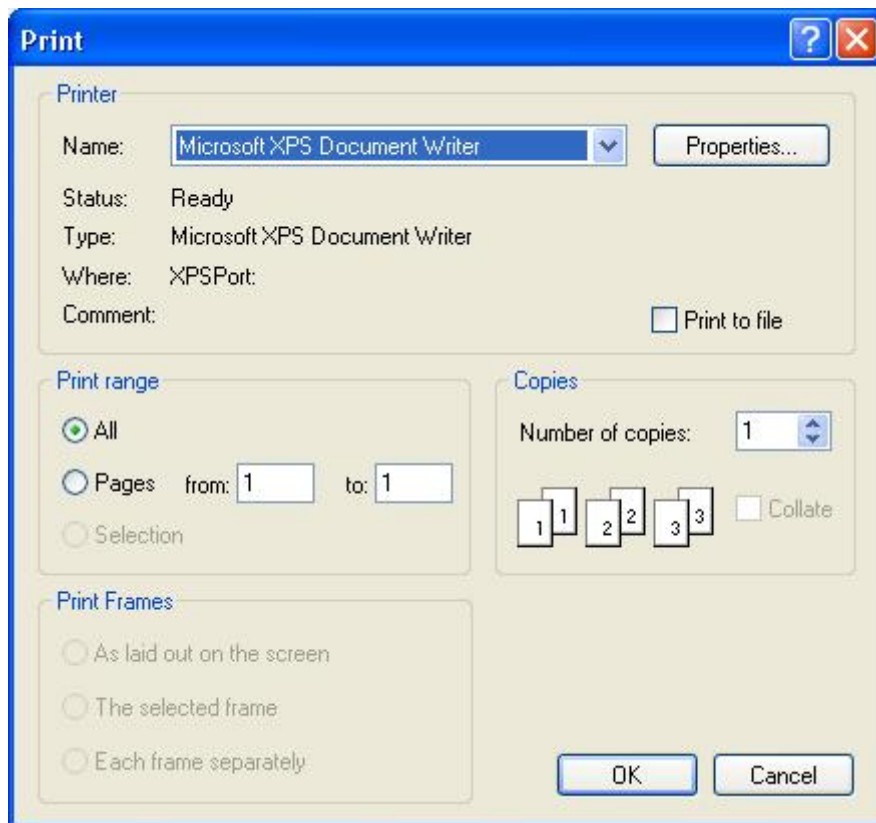 Print
Printer
Name: Microsoft XPS Document Writer Properties...
Status: Ready
Type: Microsoft XPS Document Writer
Where: XPSPort:
Comment: Print to file
Print range
All
Pages from: 1 to: 1
Selection
Copies
Number of copies: 1
1 1 2 2 3 3 Collate
Print Frames
As laid out on the screen
The selected frame
Each frame separately
OK Cancel